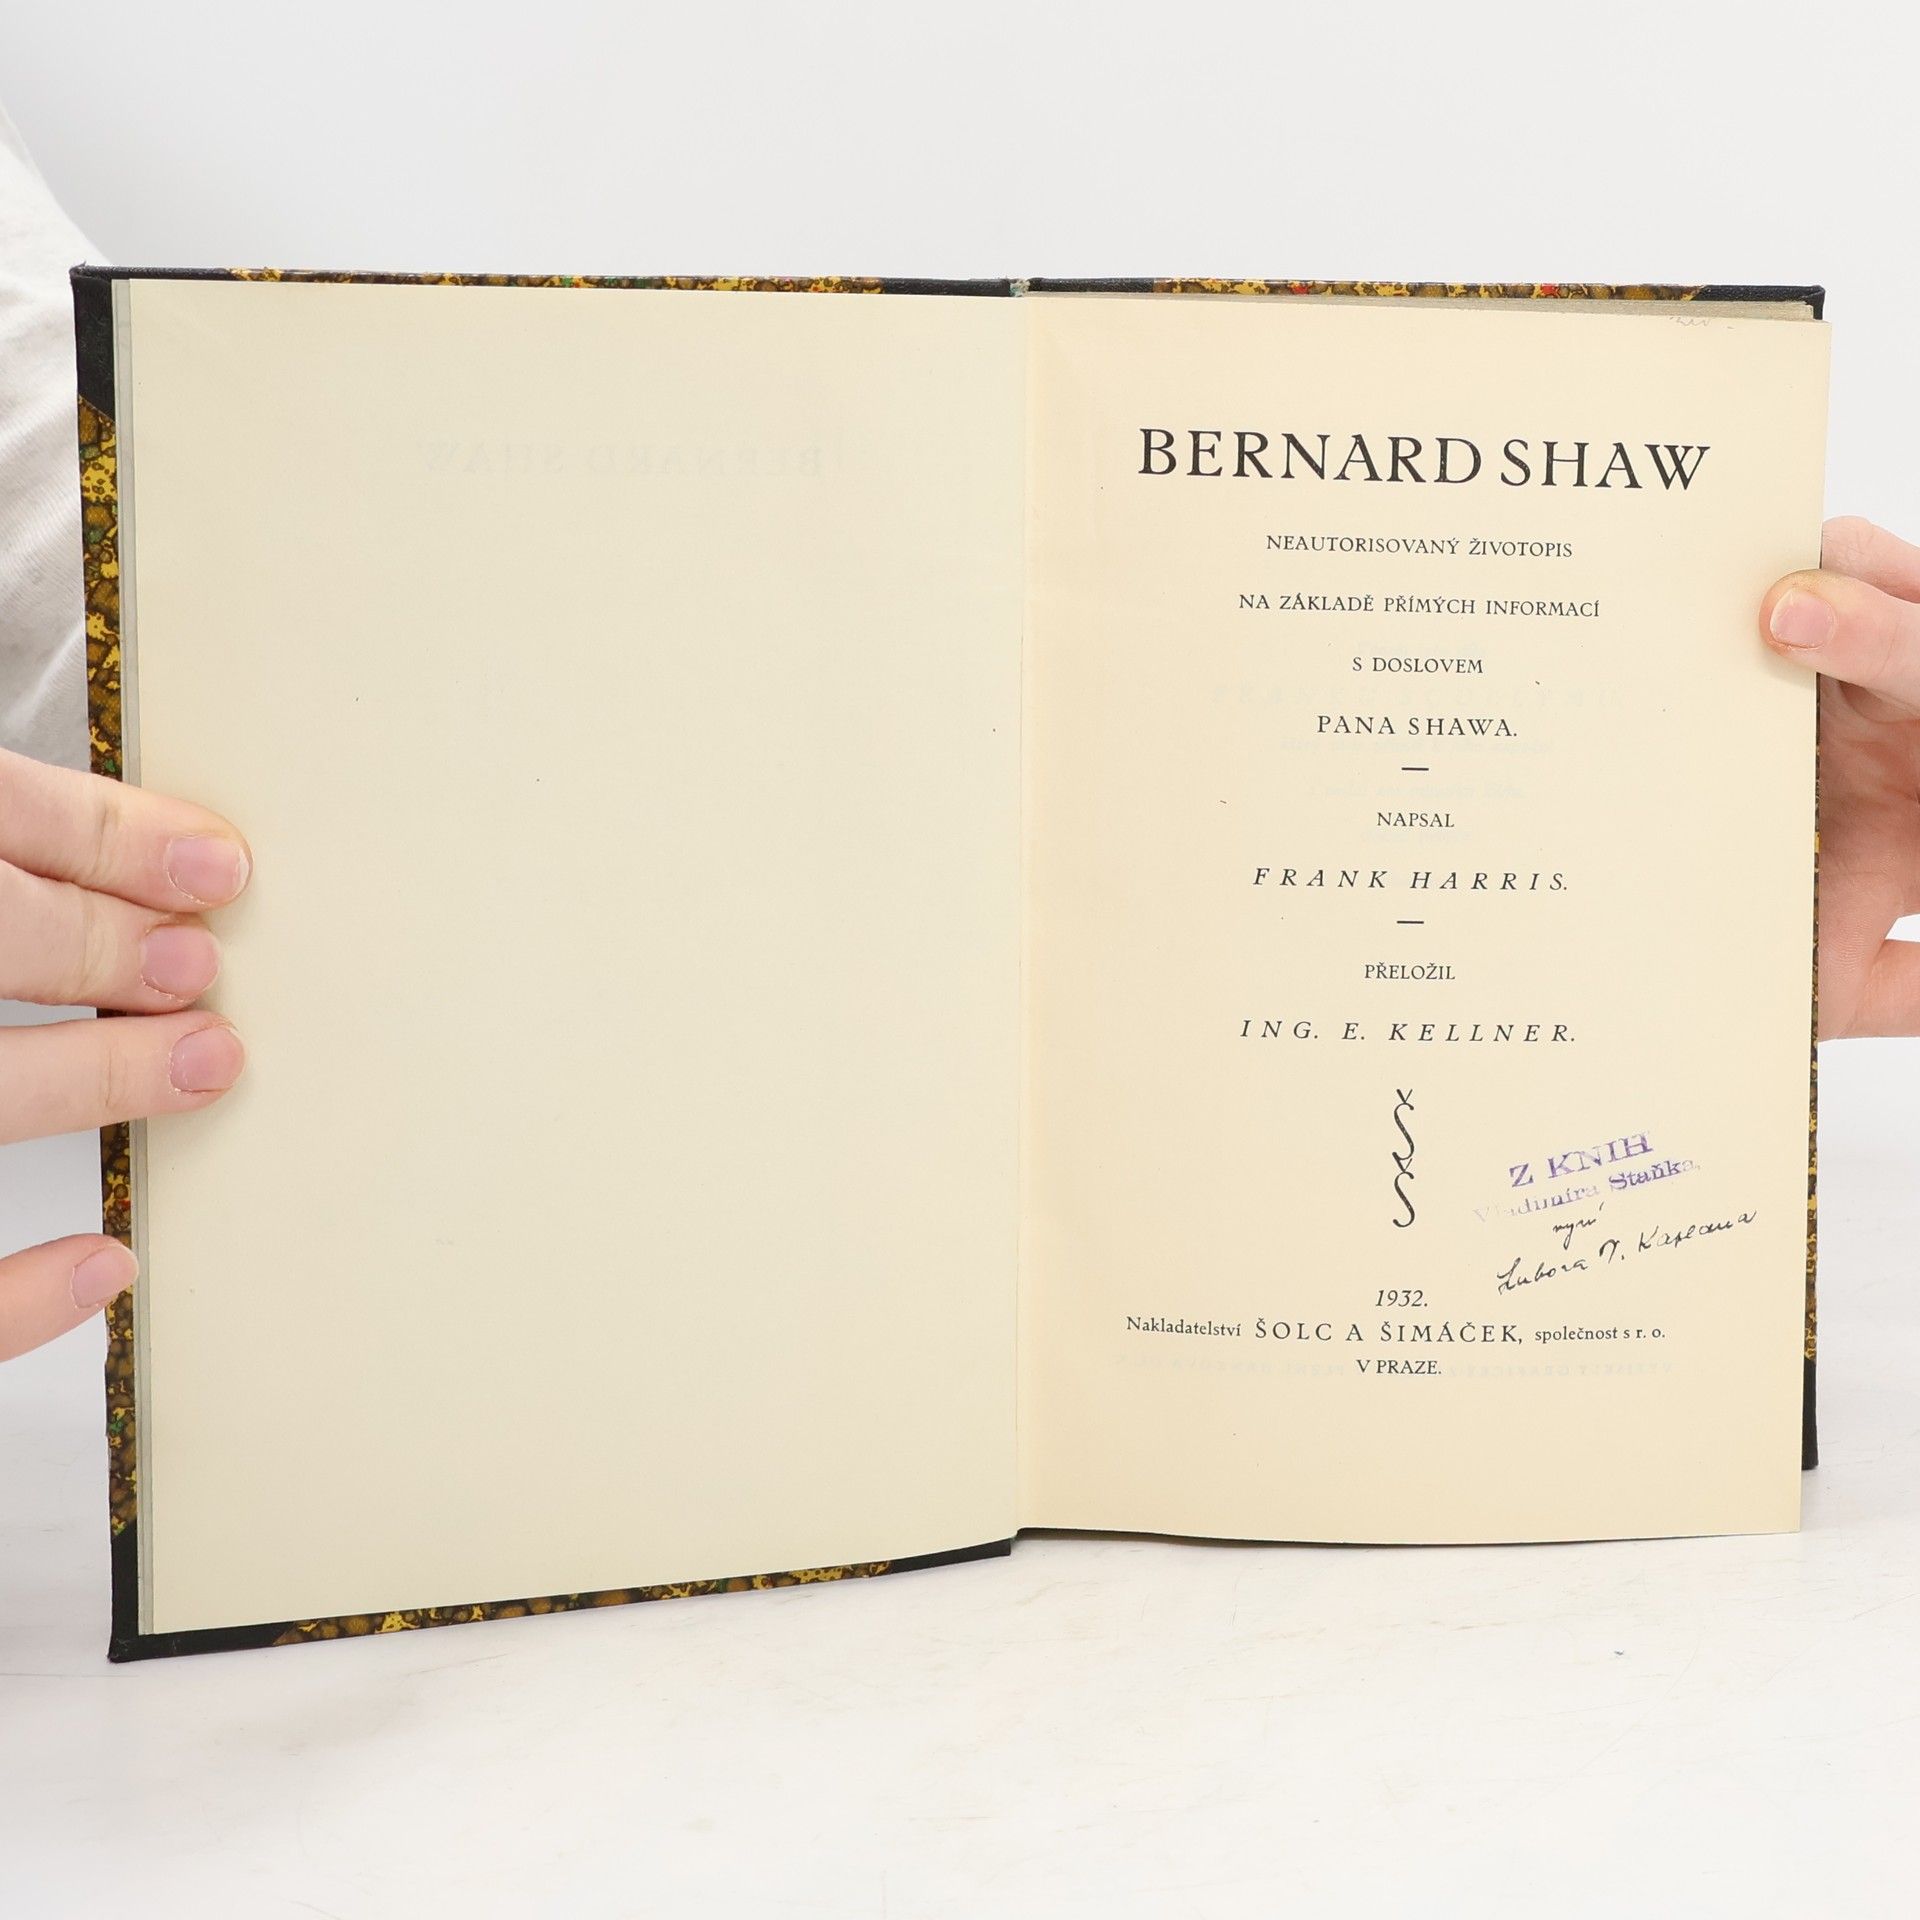 BERNARD SHAW
NEAUTORISOVANÝ ŽIVOTOPIS
NA ZÁKLADĚ PŘÍMÝCH INFORMACÍ
S DOSLOVEM
PANA SHAWA.
NAPSAL
FRANK HARRIS.
PŘELOŽIL
ING. E. KELLNER.
Š
Š
Z KNIH
Vladimíra Staňka,
nyní
Lubora T. Kaplana
1932.
Nakladatelství ŠOLC A ŠIMÁČEK, společnost s r. o.
V PRAZE.